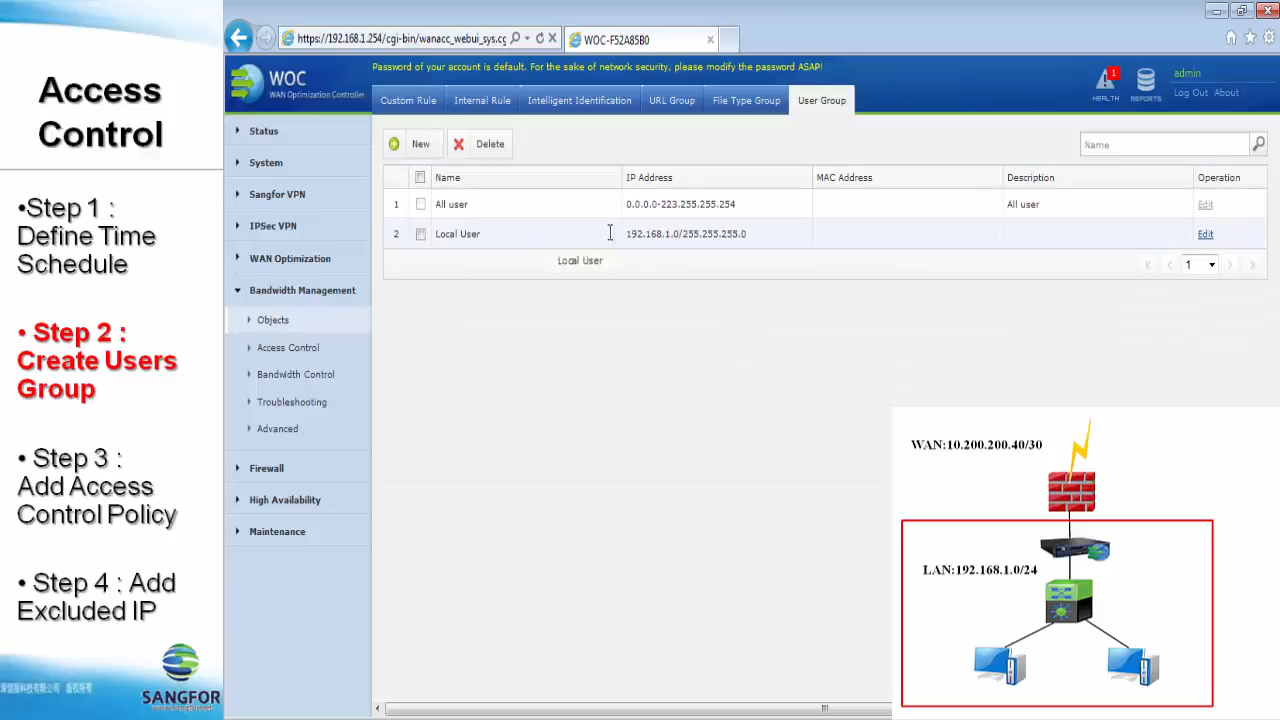 Access
Control
•Step 1 :
Define Time
Schedule
• Step 2 :
Create Users
Group
• Step 3 :
Add Access
Control Policy
• Step 4 : Add
Excluded IP
SANGFOR
https://192.168.1.254/cgi-bin/wanacc_webui_sys.cg
WOC-F52A85B0
WOC
WAN Optimization Controller
Password of your account is default. For the sake of network security, please modify the password ASAP!
1
HEALTH
REPORTS
admin
Log Out About
Custom Rule Internal Rule Intelligent Identification URL Group File Type Group User Group
Status
System
Sangfor VPN
IPSec VPN
WAN Optimization
Bandwidth Management
Objects
Access Control
Bandwidth Control
Troubleshooting
Advanced
Firewall
High Availability
Maintenance
New Delete
Name
Name IP Address MAC Address Description Operation
1 All user 0.0.0.0-223.255.255.254 All user Edit
2 Local User 192.168.1.0/255.255.255.0 Edit
Local User
1
WAN:10.200.200.40/30
LAN:192.168.1.0/24